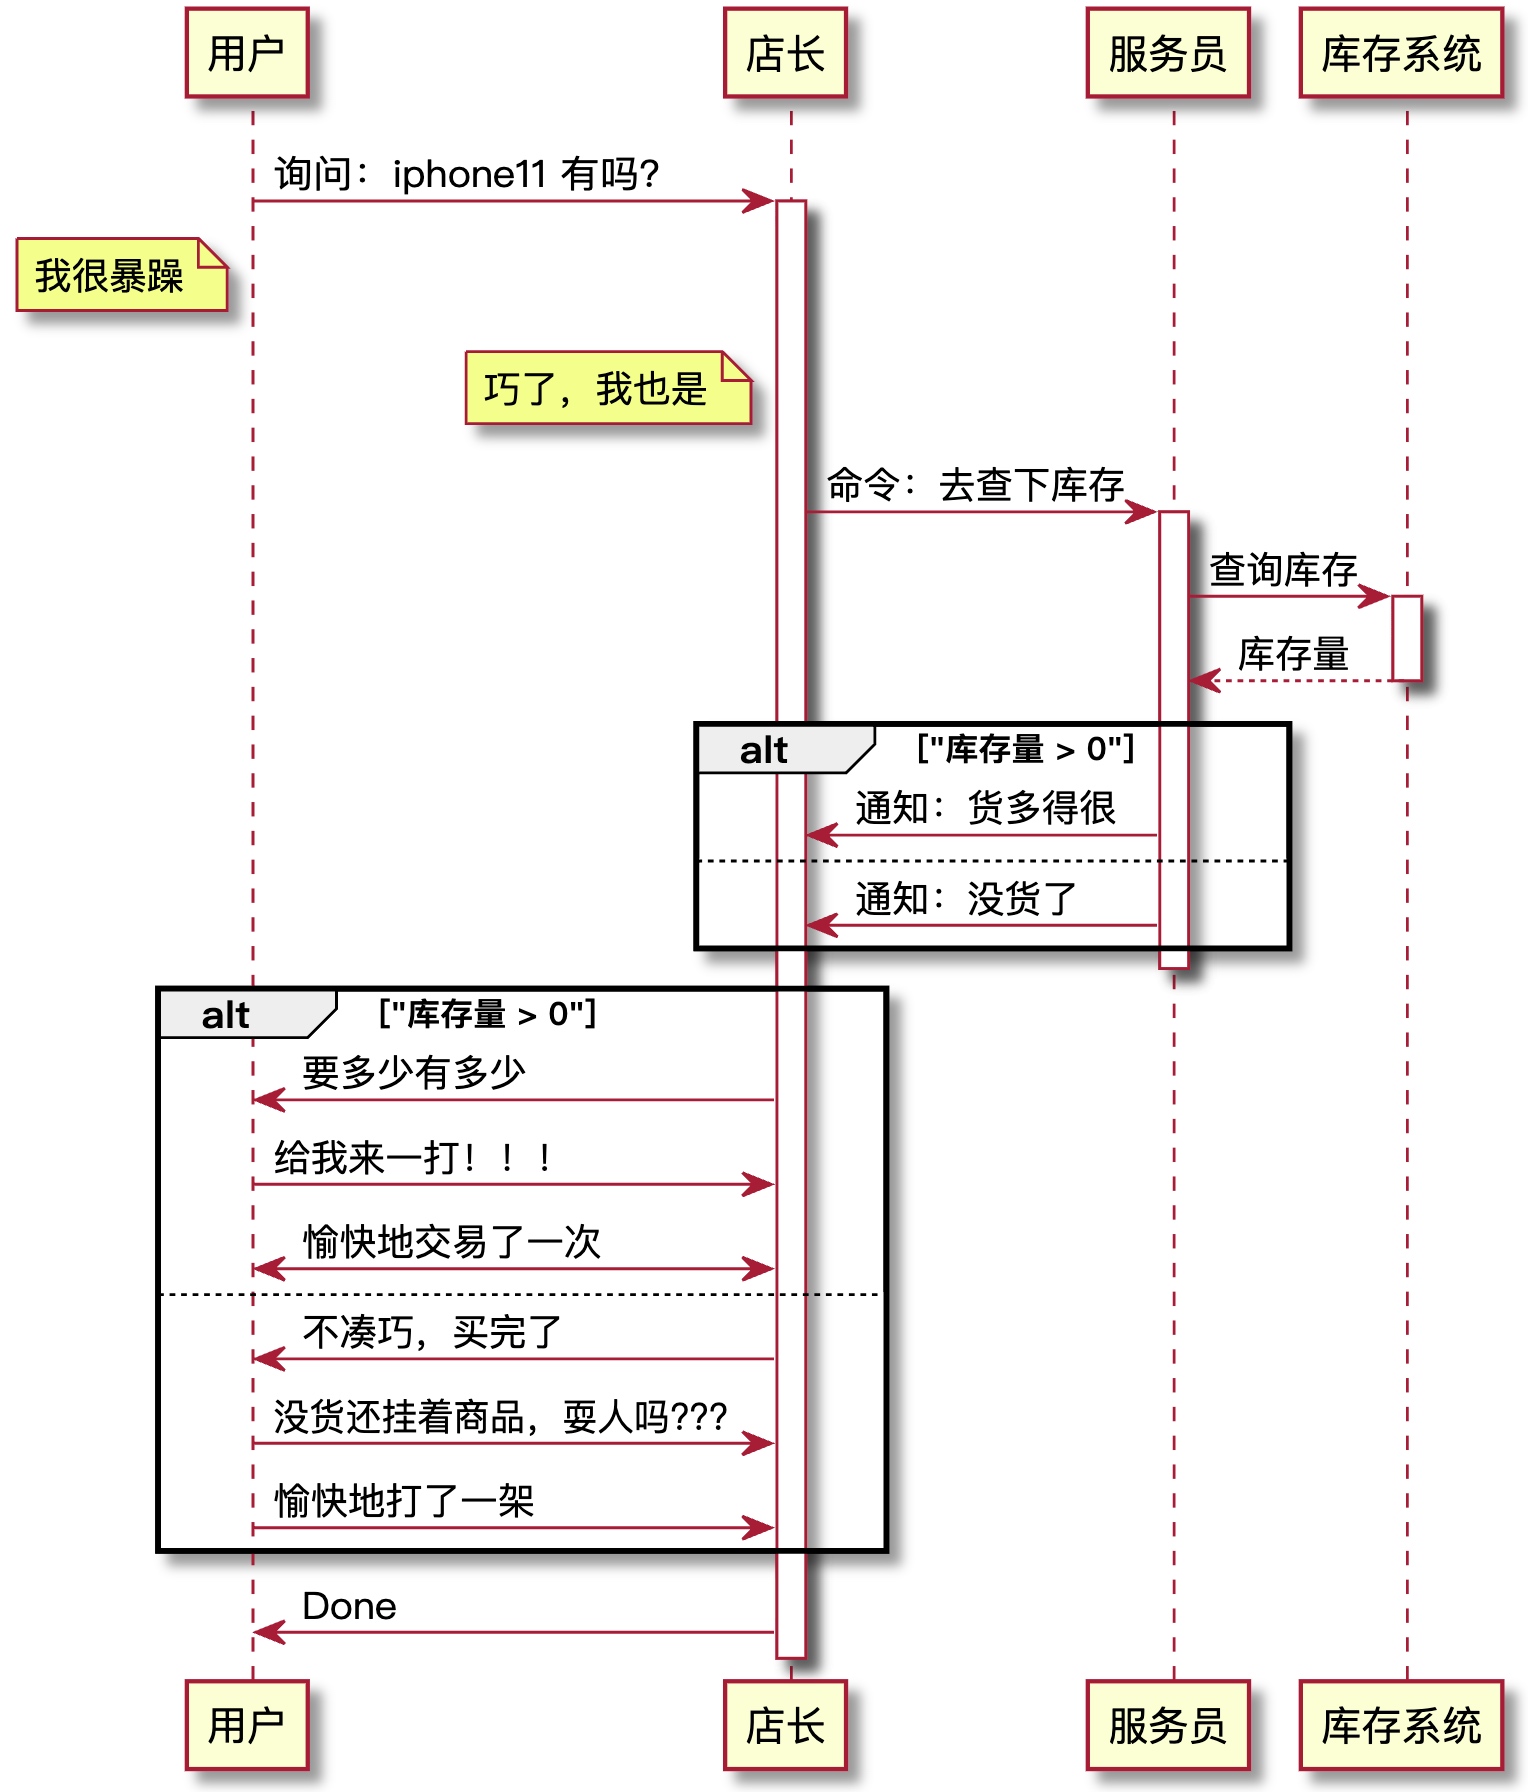 用户
店长
服务员
库存系统
询问：iphone11 有吗？
我很暴躁
巧了，我也是
命令：去查下库存
查询库存
库存量
alt ["库存量 > 0"]
通知：货多得很
通知：没货了
alt ["库存量 > 0"]
要多少有多少
给我来一打！！！
愉快地交易了一次
不凑巧，买完了
没货还挂着商品，耍人吗???
愉快地打了一架
Done
用户
店长
服务员
库存系统